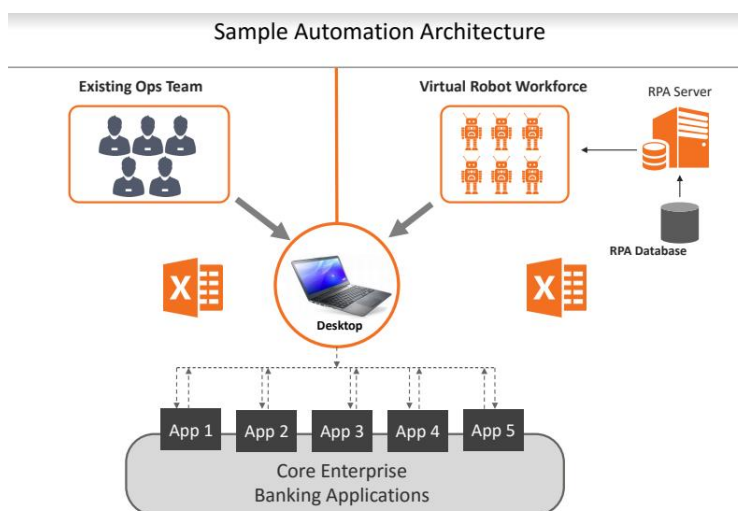 Sample Automation Architecture
Existing Ops Team
Virtual Robot Workforce
RPA Server
RPA Database
X
X
Desktop
App 1
App 2
App 3
App 4
App 5
Core Enterprise
Banking Applications